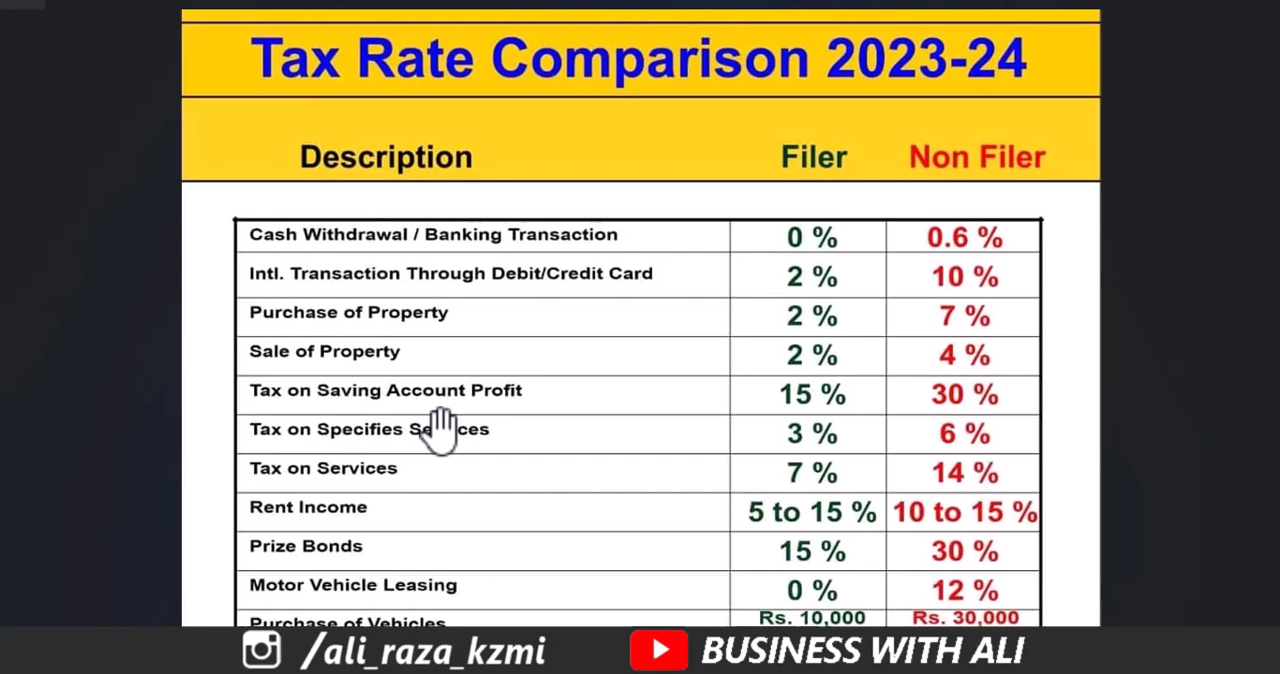 Tax Rate Comparison 2023-24
Description Filer Non Filer
Cash Withdrawal / Banking Transaction 0 % 0.6 %
Intl. Transaction Through Debit/Credit Card 2 % 10 %
Purchase of Property 2 % 7 %
Sale of Property 2 % 4 %
Tax on Saving Account Profit 15 % 30 %
Tax on Specifies 3 % 6 %
Tax on Services 7 % 14 %
Rent Income 5 to 15 % 10 to 15 %
Prize Bonds 15 % 30 %
Motor Vehicle Leasing 0 % 12 %
Purchase of Vehicles Rs. 10,000 Rs. 30,000
/ali_raza_kzmi BUSINESS WITH ALI